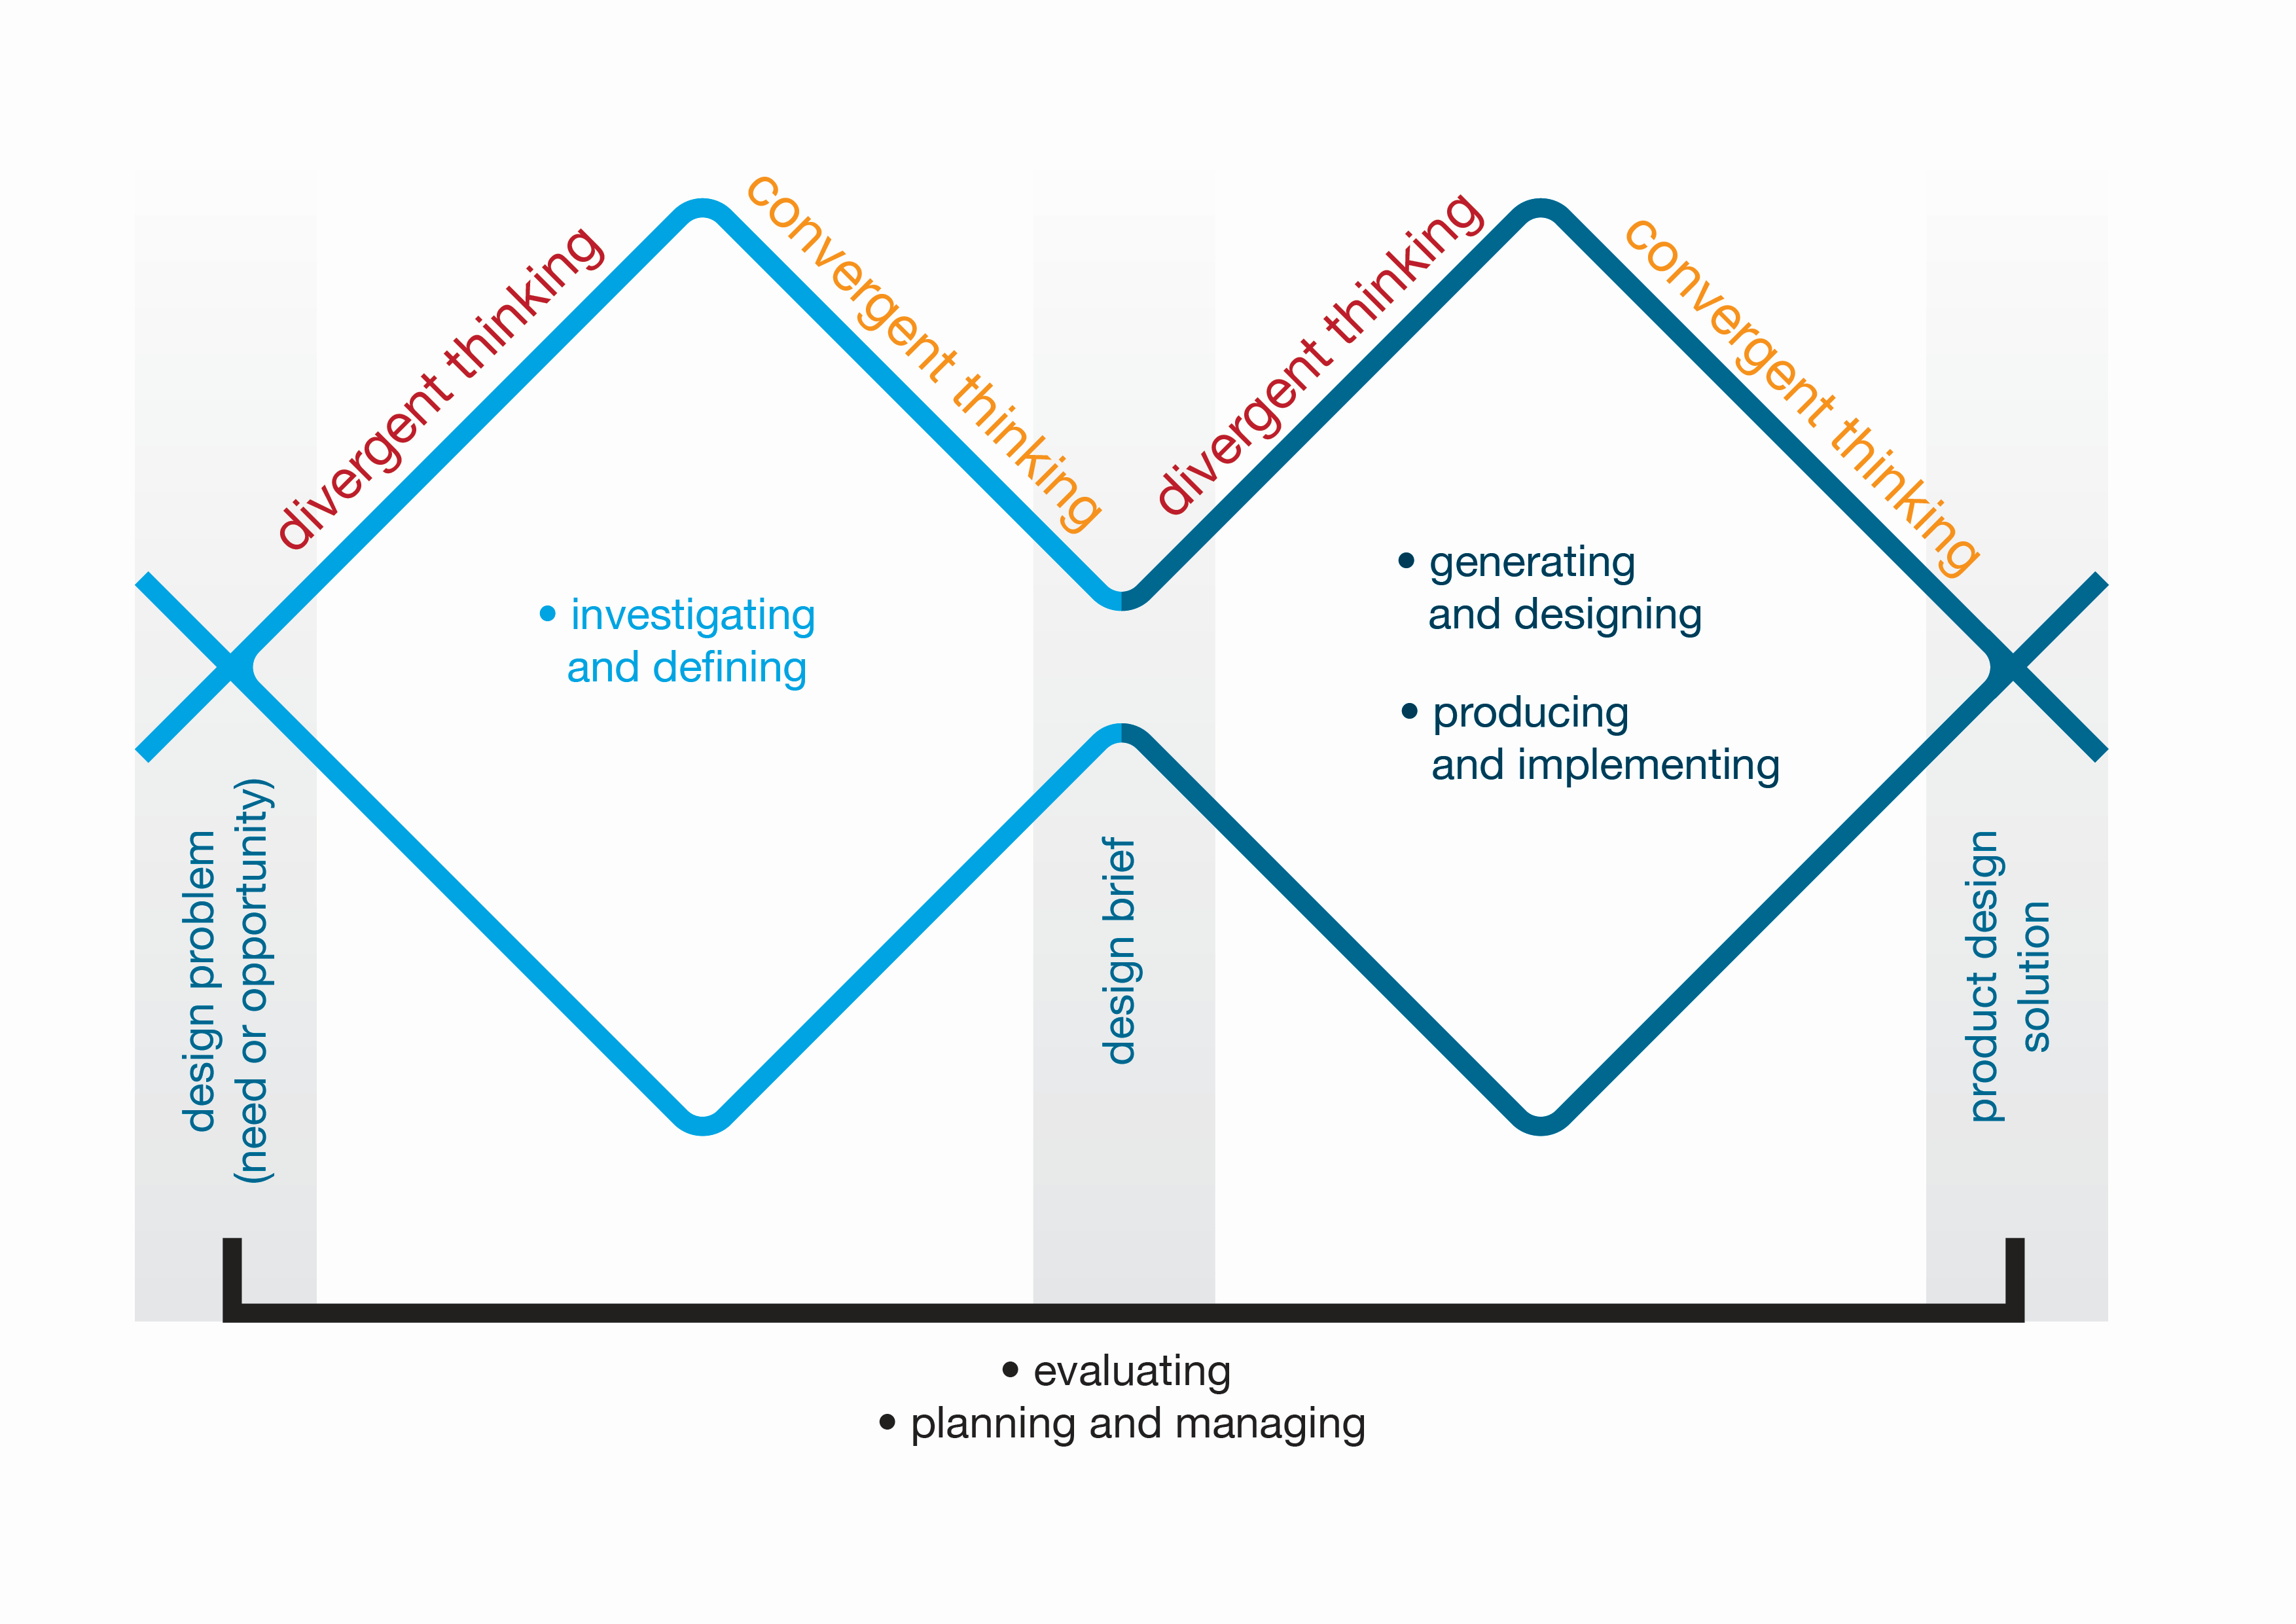 divergent thinking
convergent thinking
divergent thinking
convergent thinking
• investigating
and defining
• generating
and designing
• producing
and implementing
design problem
(need or opportunity)
design brief
product design
solution
• evaluating
• planning and managing